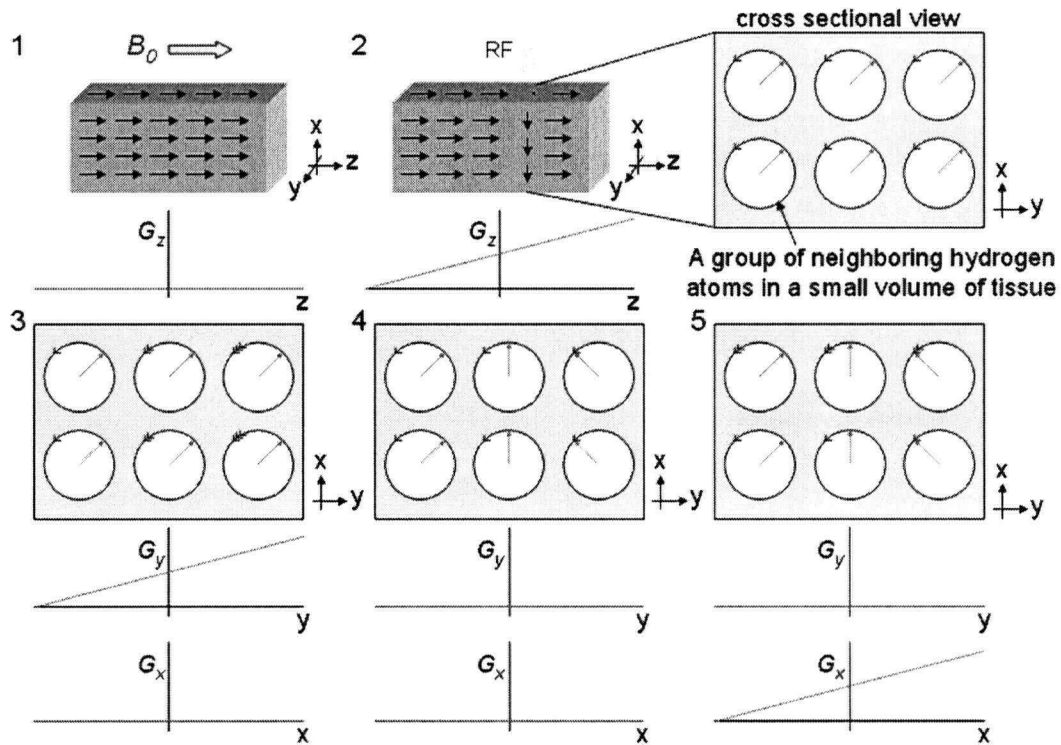 cross sectional view
1
B0
2
RF
x
z
y
x
z
y
x
y
Gz
z
Gz
z
A group of neighboring hydrogen
atoms in a small volume of tissue
3
x
y
4
x
y
5
x
y
Gy
y
Gy
y
Gy
y
Gx
x
Gx
x
Gx
x